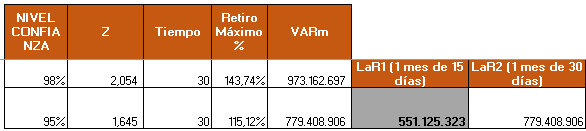 NIVEL CONFIA NZA Z Tiempo Retiro Máximo % VARm
LaR1 (1 mes de 15 días) LaR2 (1 mes de 30 días)
98% 2,054 30 143,74% 973.162.697
95% 1,645 30 115,12% 779.408.906 551.125.323 779.408.906